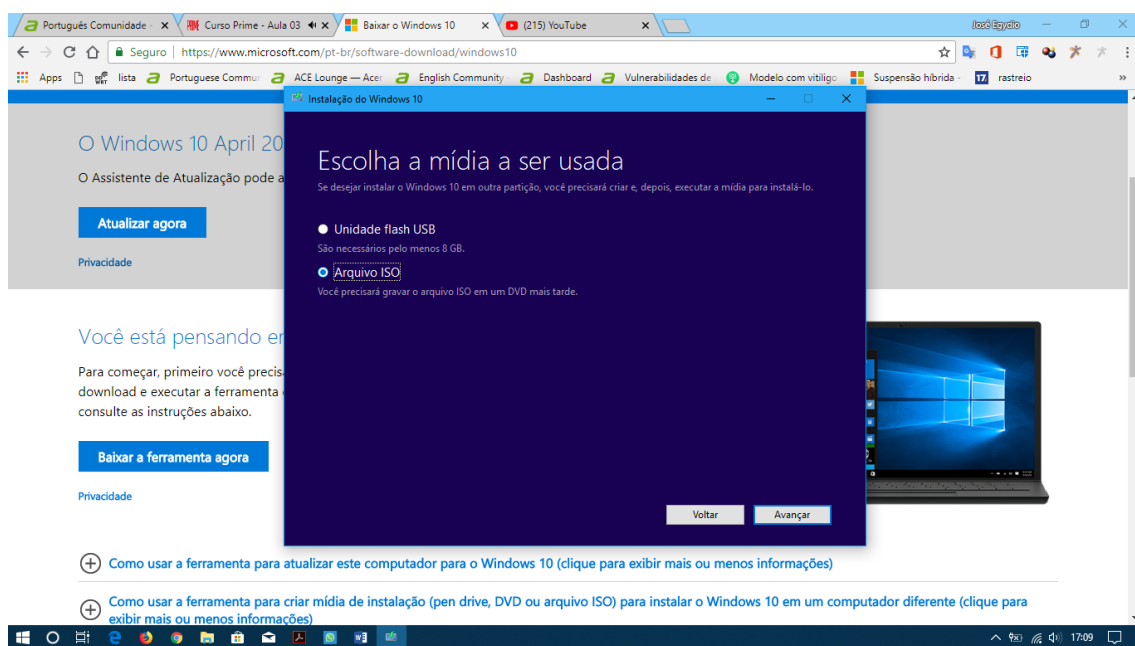 Português Comunidade -
Curso Prime - Aula 03
Baixar o Windows 10
(215) YouTube
José Egydio
Seguro
https://www.microsoft.com/pt-br/software-download/windows10
Apps
lista
Portuguese Commu
ACE Lounge — Acer
English Community -
Dashboard
Vulnerabilidades de
Modelo com vitiligo
Suspensão híbrida -
17
rastreio
»
Instalação do Windows 10
Escolha a mídia a ser usada
Se desejar instalar o Windows 10 em outra partição, você precisará criar e, depois, executar a mídia para instalá-lo.
Unidade flash USB
São necessários pelo menos 8 GB.
Arquivo ISO
Você precisará gravar o arquivo ISO em um DVD mais tarde.
Voltar
Avançar
O Windows 10 April 20
O Assistente de Atualização pode a
Atualizar agora
Privacidade
Você está pensando e
Para começar, primeiro você precis
download e executar a ferramenta
consulte as instruções abaixo.
Baixar a ferramenta agora
Privacidade
Como usar a ferramenta para atualizar este computador para o Windows 10 (clique para exibir mais ou menos informações)
Como usar a ferramenta para criar mídia de instalação (pen drive, DVD ou arquivo ISO) para instalar o Windows 10 em um computador diferente (clique para
exibir mais ou menos informações)
17:09